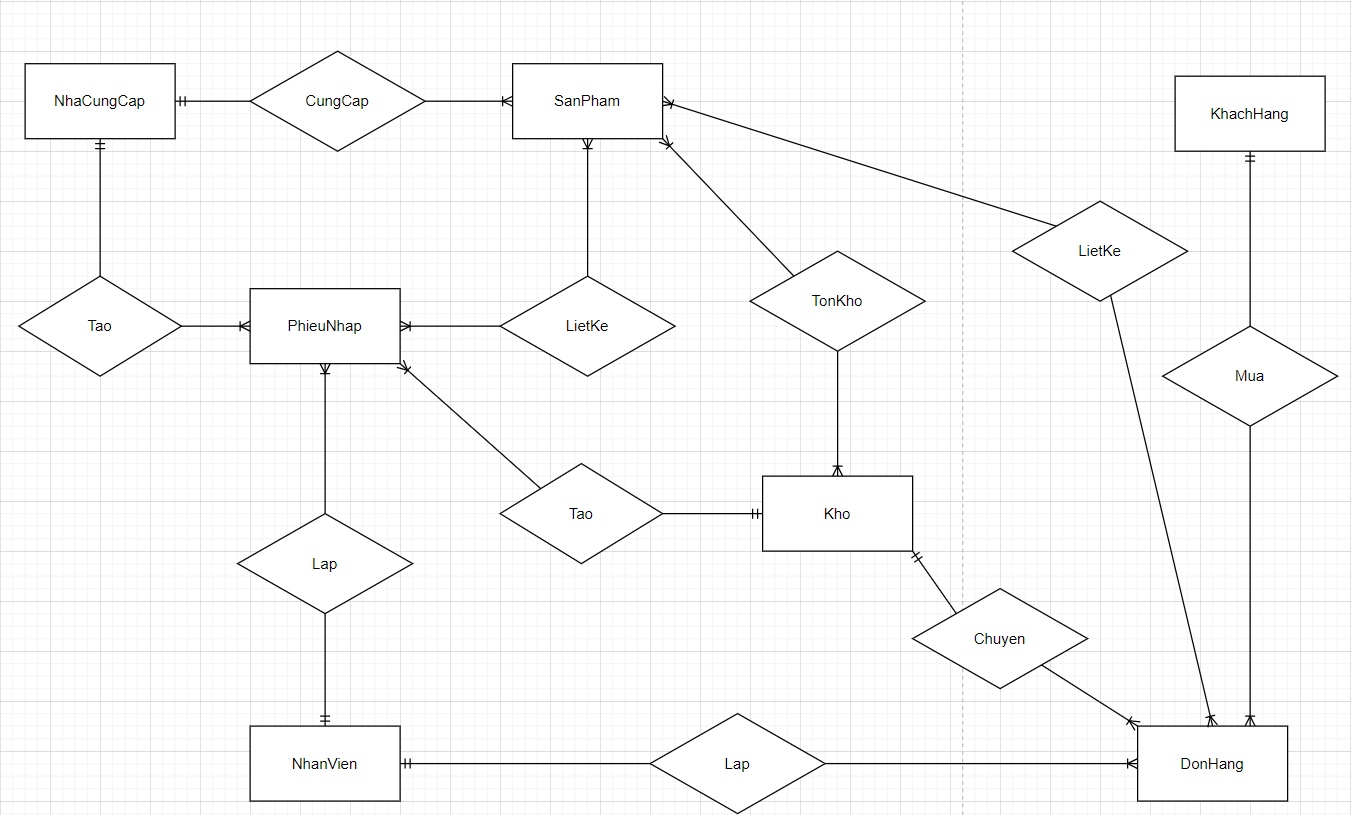 NhaCungCap
CungCap
SanPham
KhachHang
LietKe
TonKho
Tao
PhieuNhap
LietKe
Mua
Tao
Kho
Lap
Chuyen
NhanVien
Lap
DonHang